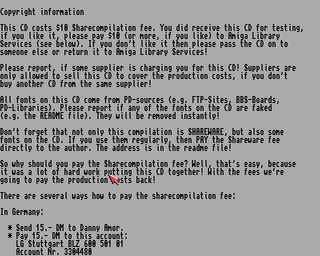 Copyright information
This CD costs $10 Sharecompilation fee. You did receive this CD for testing,
if you like it, please pay $10 (or more, if you like) to Amiga Library
Services (see below). If you don't like it then please pass the CD on to
someone else or return it to Amiga Library Services!
Please report, if some supplier is charging you for this CD! Suppliers are
only allowed to sell this CD to cover the production costs, if you don't
buy another CD from the same supplier!
All fonts on this CD come from PD-sources (e.g. FTP-Sites, BBS-Boards,
PD-Libraries). Please report if any of the fonts on the CD are faked
(e.g. the README file). They will be removed instantly!
Don't forget that not only this compilation is SHAREWARE, but also some
fonts on the CD. If you use them regularly, then PAY the Shareware fee
directly to the author. The address is in the readme file!
So why should you pay the Sharecompilation fee? Well, that's easy, because
it was a lot of hard work putting this CD together! With the fees we're
going to pay the production costs back!
There are several ways how to pay the sharecompilation fee:
In Germany:
* Send 15.- DM to Danny Amor.
* Pay 15.- DM to this account:
LG Stuttgart BLZ 600 501 01
Account Nr. 3304480